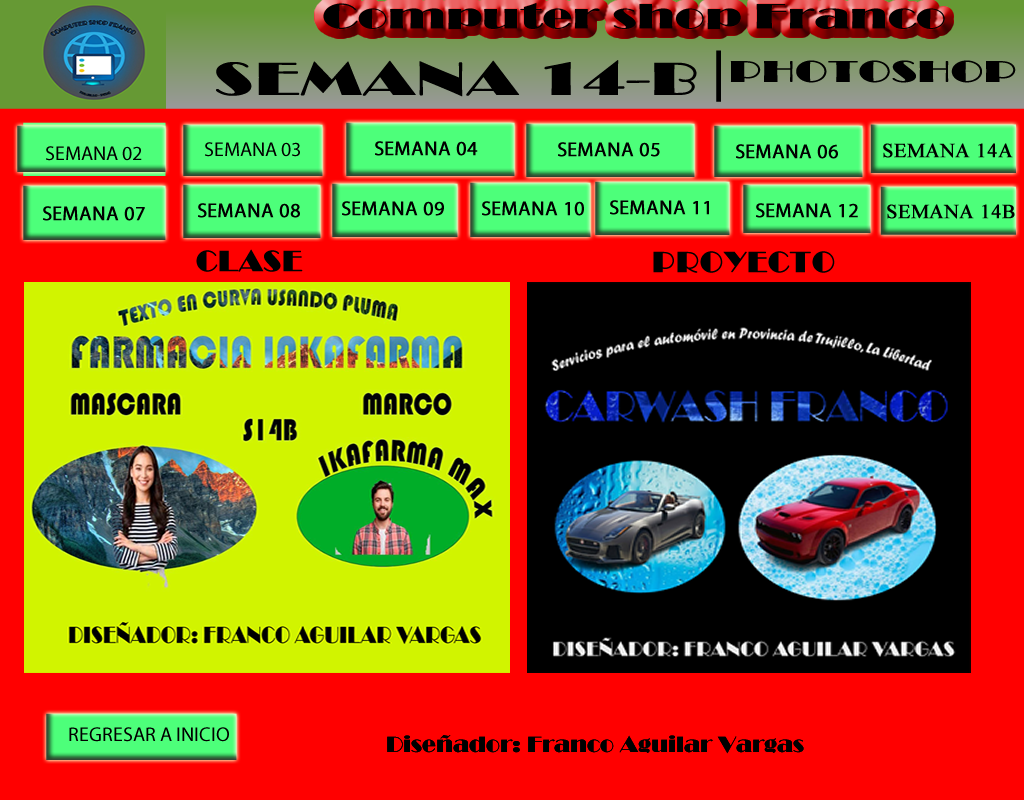 COMPUTER SHOP FRANCO
Computer shop Franco
SEMANA 14-B
PHOTOSHOP
SEMANA 02
SEMANA 03
SEMANA 04
SEMANA 05
SEMANA 06
SEMANA 14A
SEMANA 07
SEMANA 08
SEMANA 09
SEMANA 10
SEMANA 11
SEMANA 12
SEMANA 14B
CLASE
PROYECTO
TEXTO EN CURVA USANDO PLUMA
FARMACIA INKAFARMA
MASCARA
MARCO
S14B
IKAFARMA MAX
DISEÑADOR: FRANCO AGUILAR VARGAS
Servicios para el automóvil en Provincia de Trujillo, La Libertad
CARWASH FRANCO
DISEÑADOR: FRANCO AGUILAR VARGAS
REGRESAR A INICIO
Diseñador: Franco Aguilar Vargas